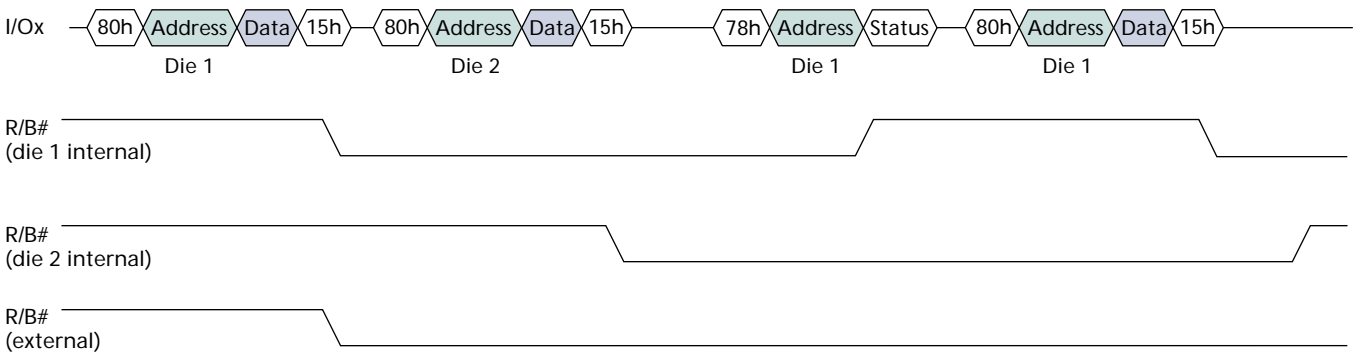 I/Ox 80h Address Data 15h 80h Address Data 15h 78h Address Status 80h Address Data 15h
Die 1 Die 2 Die 1 Die 1
R/B#
(die 1 internal)
R/B#
(die 2 internal)
R/B#
(external)